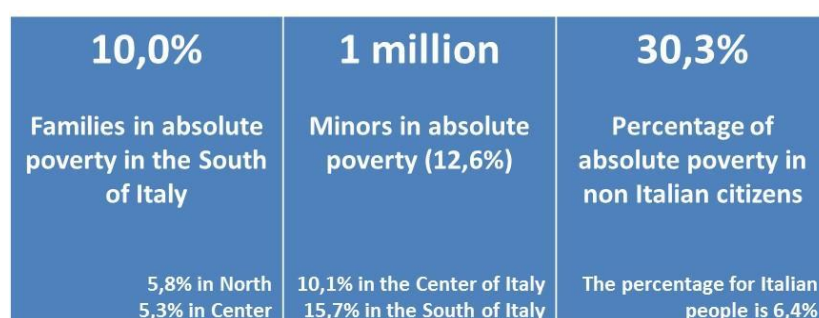 10,0%
Families in absolute
poverty in the South
of Italy
5,8% in North
5,3% in Center
1 million
Minors in absolute
poverty (12,6%)
10,1% in the Center of Italy
15,7% in the South of Italy
30,3%
Percentage of
absolute poverty in
non Italian citizens
The percentage for Italian
people is 6,4%